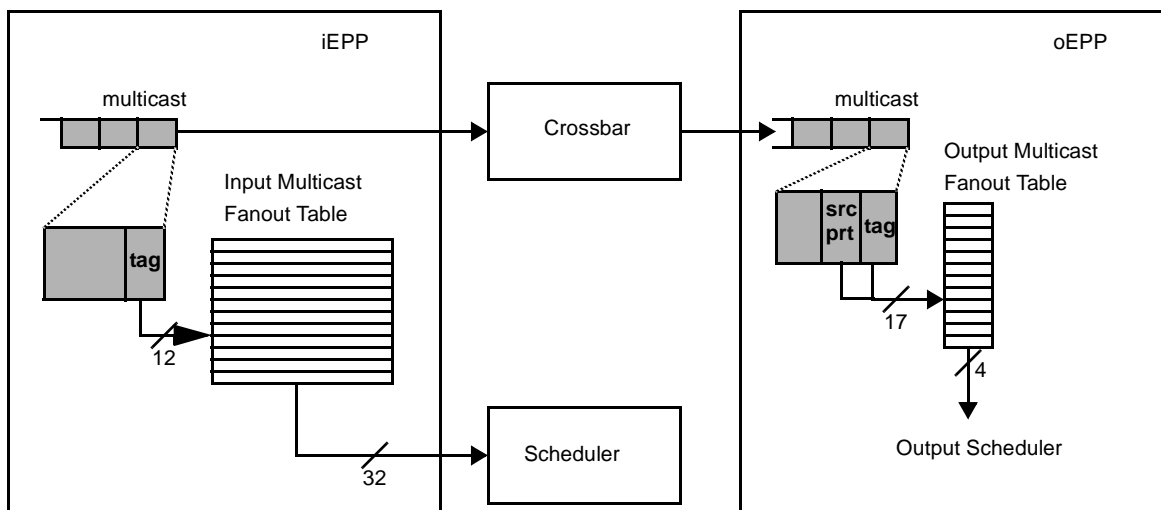 iEPP
multicast
tag
12
Input Multicast
Fanout Table
32
Crossbar
Scheduler
oEPP
multicast
src
prt
tag
17
Output Multicast
Fanout Table
4
Output Scheduler